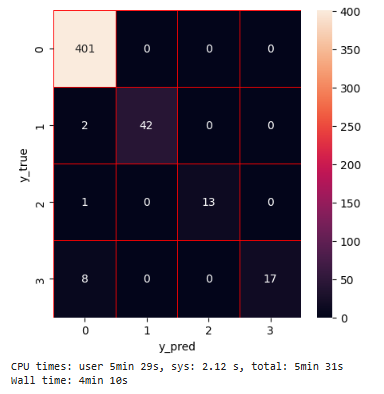 400
0 401 0 0 0
350
300
1 2 42 0 0
250
y_true
200
150
2 1 0 13 0
100
3 8 0 0 17
50
0
0 1 2 3
y_pred
CPU times: user 5min 29s, sys: 2.12 s, total: 5min 31s
Wall time: 4min 10s